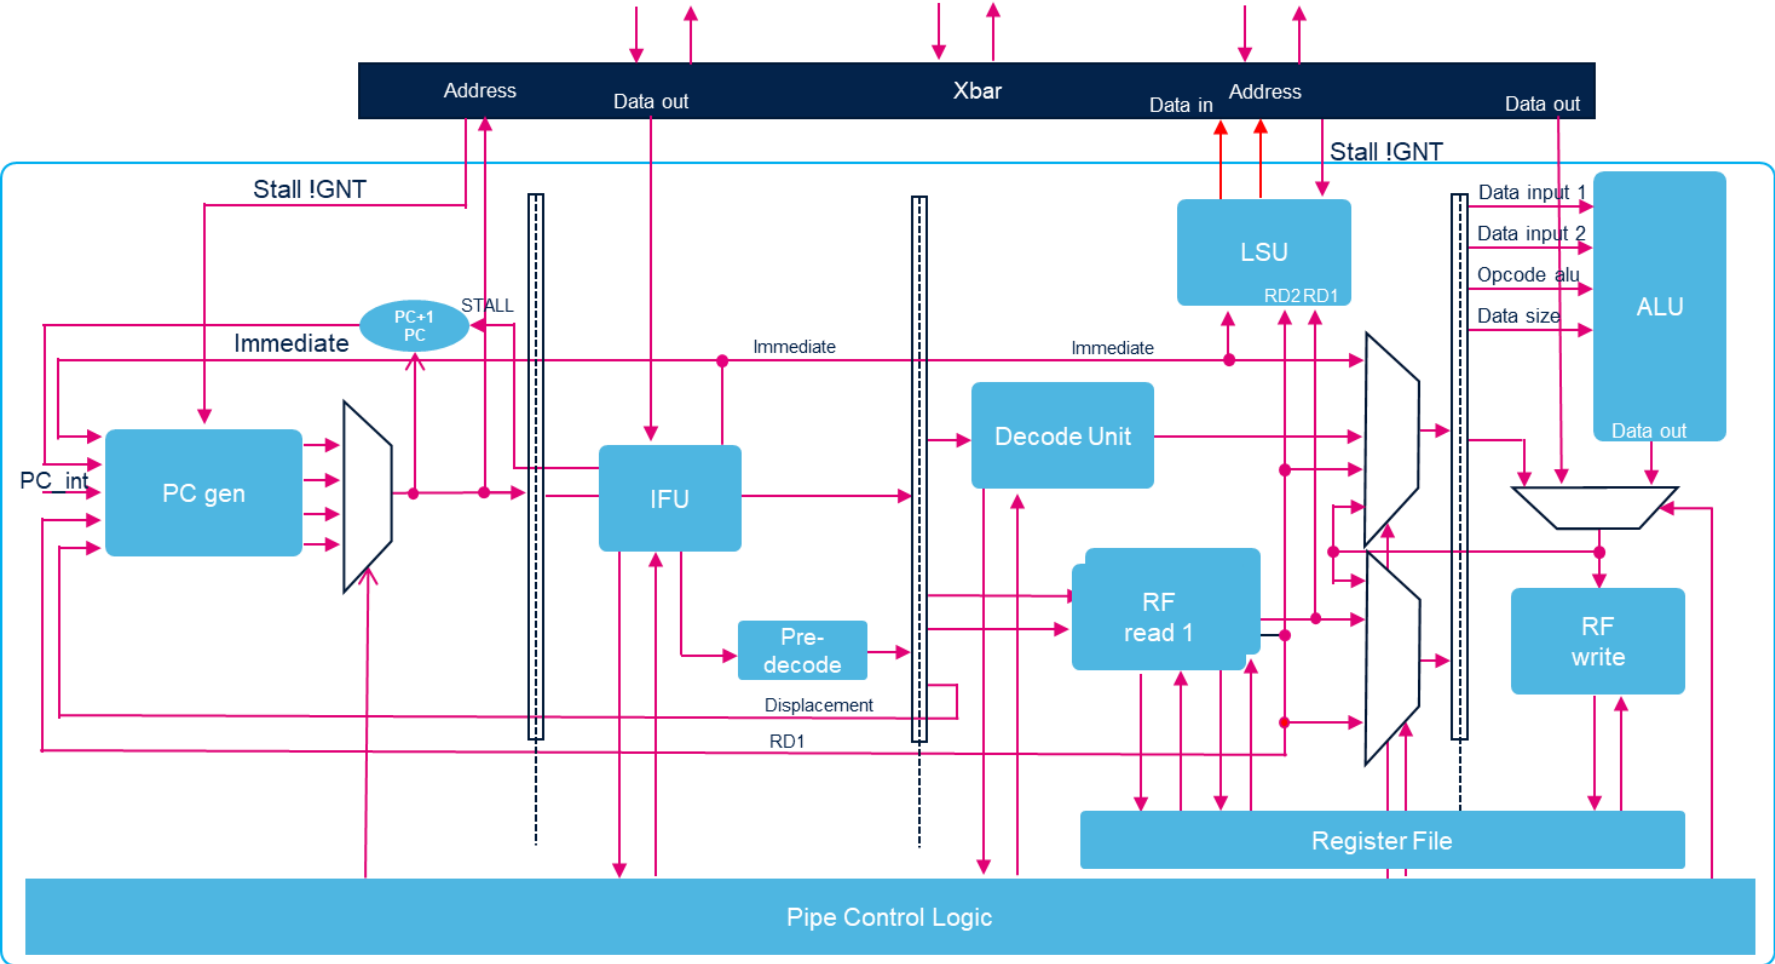 Address
Data out
Xbar
Data in
Address
Data out
Stall !GNT
Stall !GNT
Data input 1
Data input 2
Opcode alu
Data size
ALU
Data out
LSU
RD2 RD1
PC+1
PC
STALL
Immediate
Immediate
Immediate
Decode Unit
PC_int
PC gen
IFU
RF
read 1
Pre-
decode
RF
write
Displacement
RD1
Register File
Pipe Control Logic